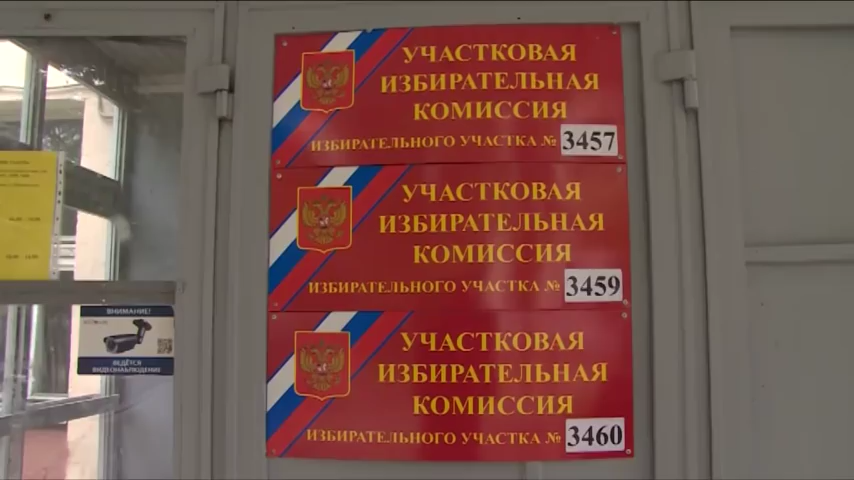 УЧАСТКОВАЯ
ИЗБИРАТЕЛЬНАЯ
КОМИССИЯ
ИЗБИРАТЕЛЬНОГО УЧАСТКА № 3457
УЧАСТКОВАЯ
ИЗБИРАТЕЛЬНАЯ
КОМИССИЯ
ИЗБИРАТЕЛЬНОГО УЧАСТКА № 3459
УЧАСТКОВАЯ
ИЗБИРАТЕЛЬНАЯ
КОМИССИЯ
ИЗБИРАТЕЛЬНОГО УЧАСТКА № 3460
ВНИМАНИЕ!
ВЕДЁТСЯ
ВИДЕОНАБЛЮДЕНИЕ